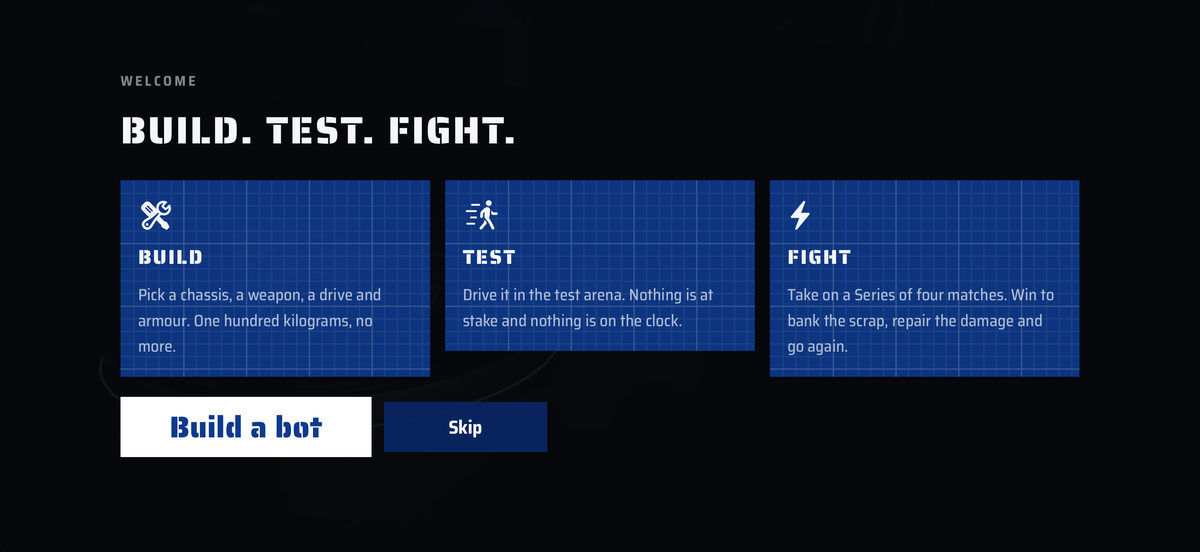 WELCOME
BUILD. TEST. FIGHT.
BUILD
Pick a chassis, a weapon, a drive and
armour. One hundred kilograms, no
more.
TEST
Drive it in the test arena. Nothing is at
stake and nothing is on the clock.
FIGHT
Take on a Series of four matches. Win to
bank the scrap, repair the damage and
go again.
Build a bot
Skip